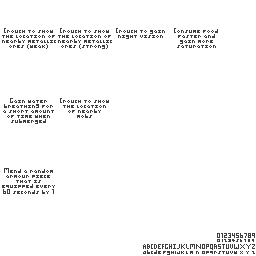 Crouch to show
the location of
nearby metallic
ores (weak)
Crouch to show
the location of
nearby metallic
ores (strong)
Crouch to gain
night vision
Consume food
faster and
gain more
saturation
Gain water
breathing for
a short amount
of time when
submerged
Crouch to show
the location of
nearby
mobs
Mend a random
armour piece
that is
equipped every
60 seconds by 1
0123456789
0123456789
ABCDEFGHIJKLMNOPQRSTUVWXYZ
abcdefghijklmnopqrstuvwxyz